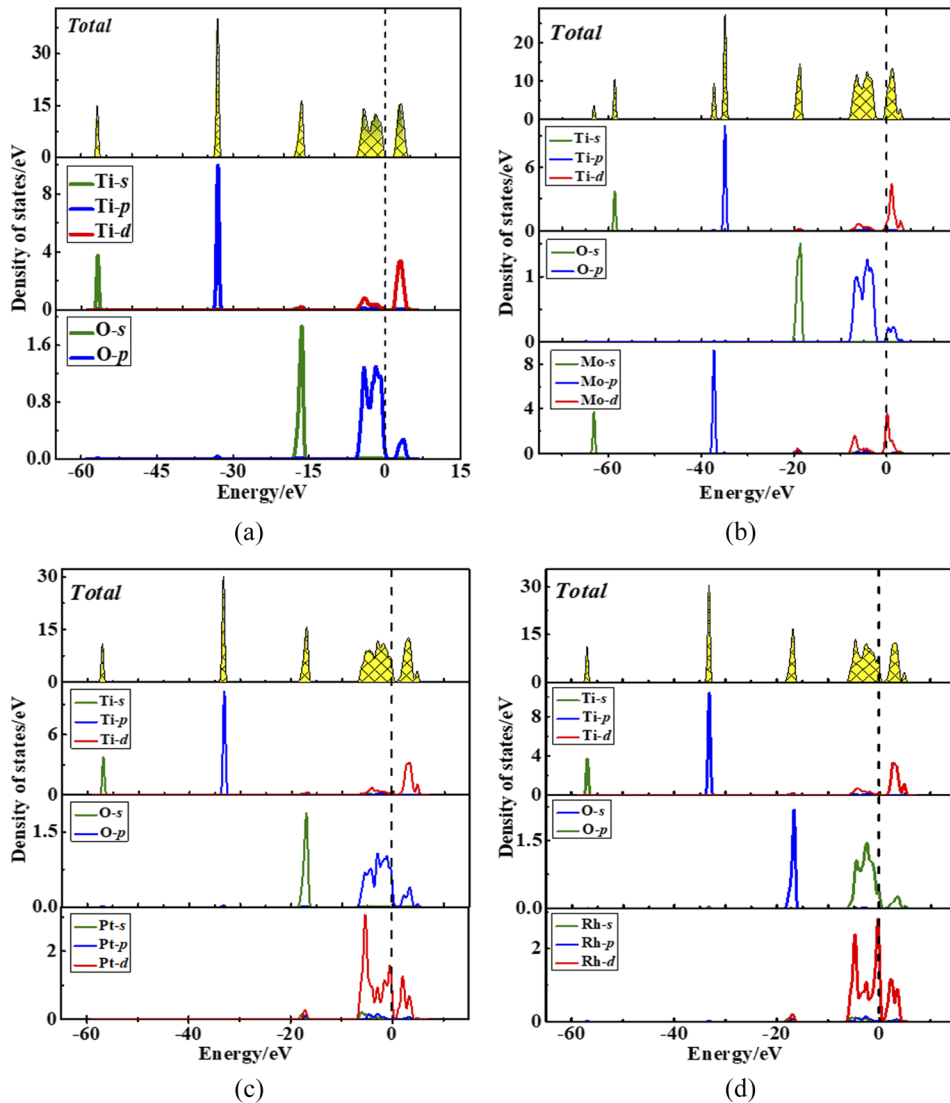 Total
30
15
0
Ti-s
Ti-p
Ti-d
8
4
0
O-s
O-p
1.6
0.8
0.0
-60 -45 -30 -15 0 15
Density of states/eV
Energy/eV
(a)
Total
20
10
0
Ti-s
Ti-p
Ti-d
6
0
O-s
O-p
1
0
Mo-s
Mo-p
Mo-d
8
4
0
-60 -40 -20 0
Density of states/eV
Energy/eV
(b)
Total
30
15
0
Ti-s
Ti-p
Ti-d
6
0
O-s
O-p
1.5
0.0
Pt-s
Pt-p
Pt-d
2
0
-60 -40 -20 0
Density of states/eV
Energy/eV
(c)
Total
30
15
0
Ti-s
Ti-p
Ti-d
8
4
0
O-s
O-p
1.5
0.0
Rh-s
Rh-p
Rh-d
2
0
-60 -40 -20 0
Density of states/eV
Energy/eV
(d)